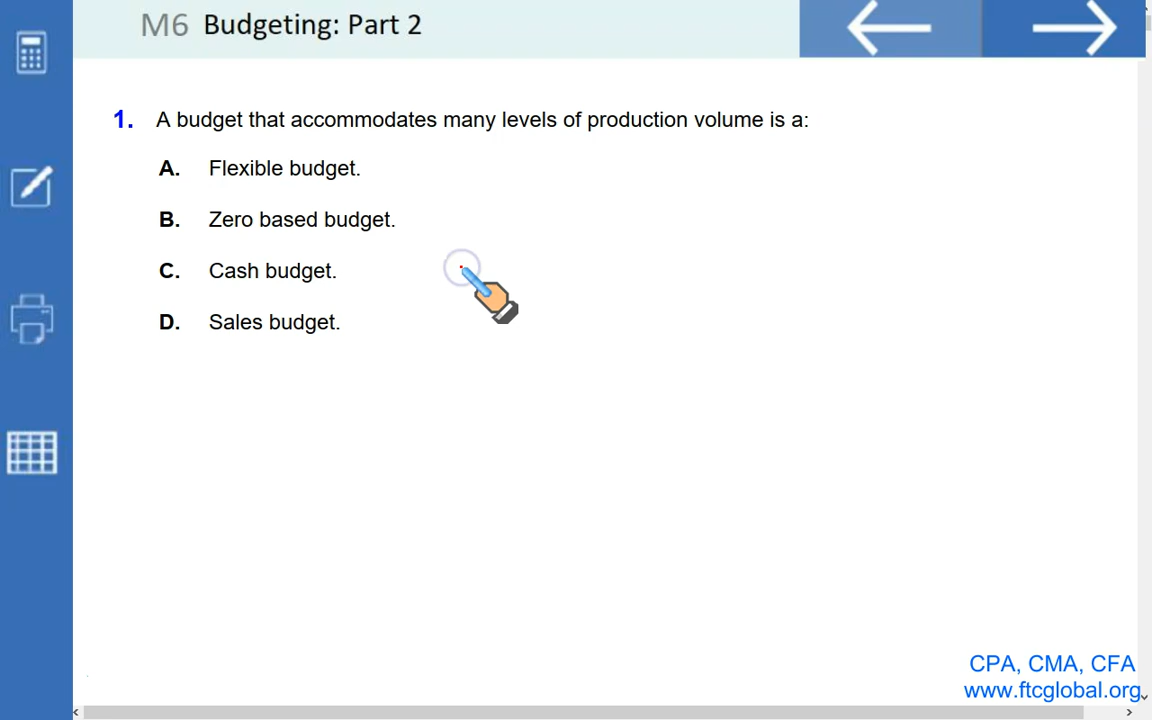 M6 Budgeting: Part 2
1. A budget that accommodates many levels of production volume is a:
A. Flexible budget.
B. Zero based budget.
C. Cash budget.
D. Sales budget.
CPA, CMA, CFA
www.ftcglobal.org